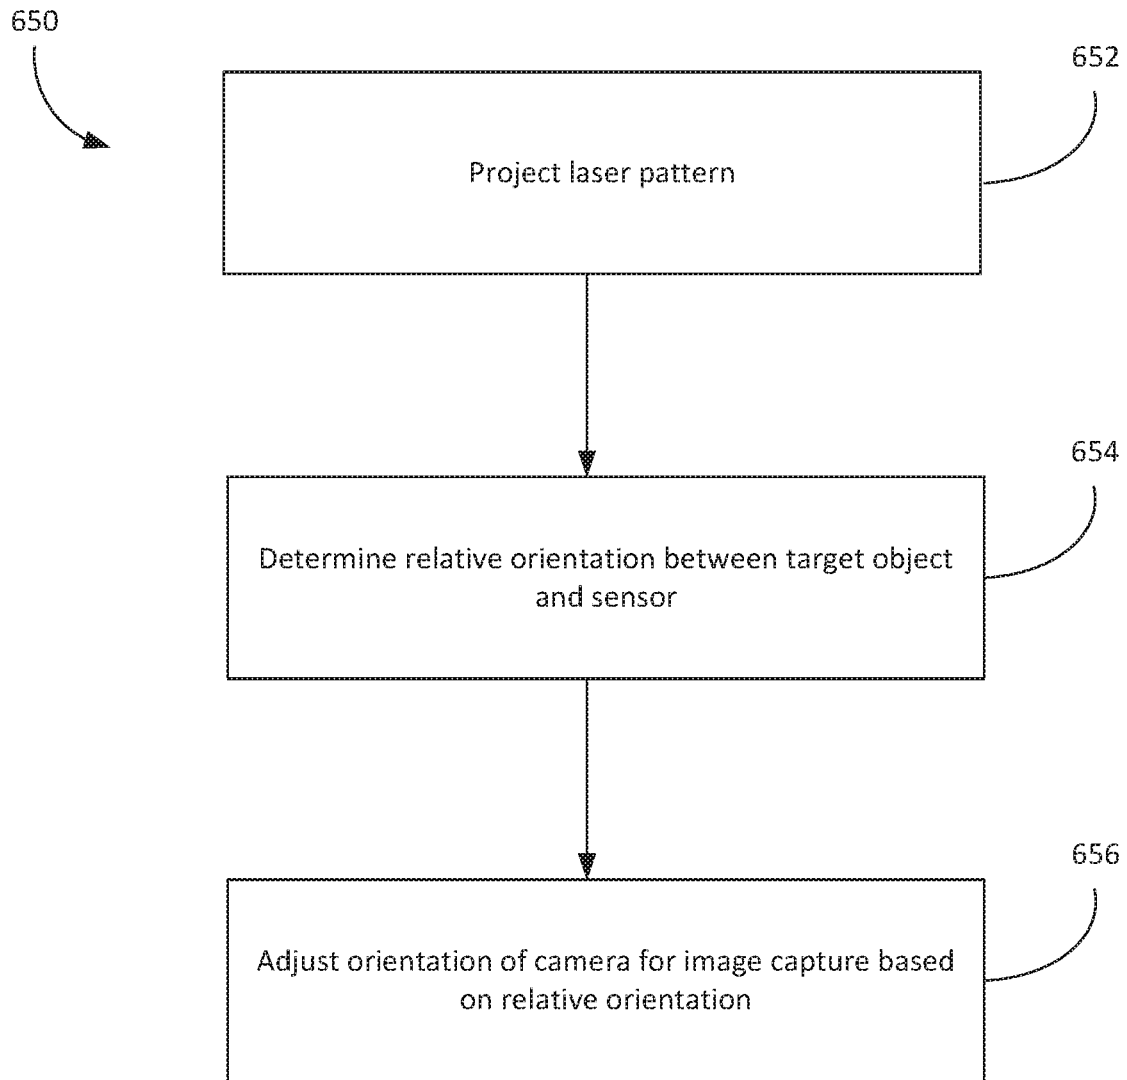 650
652
Project laser pattern
654
Determine relative orientation between target object
and sensor
656
Adjust orientation of camera for image capture based
on relative orientation